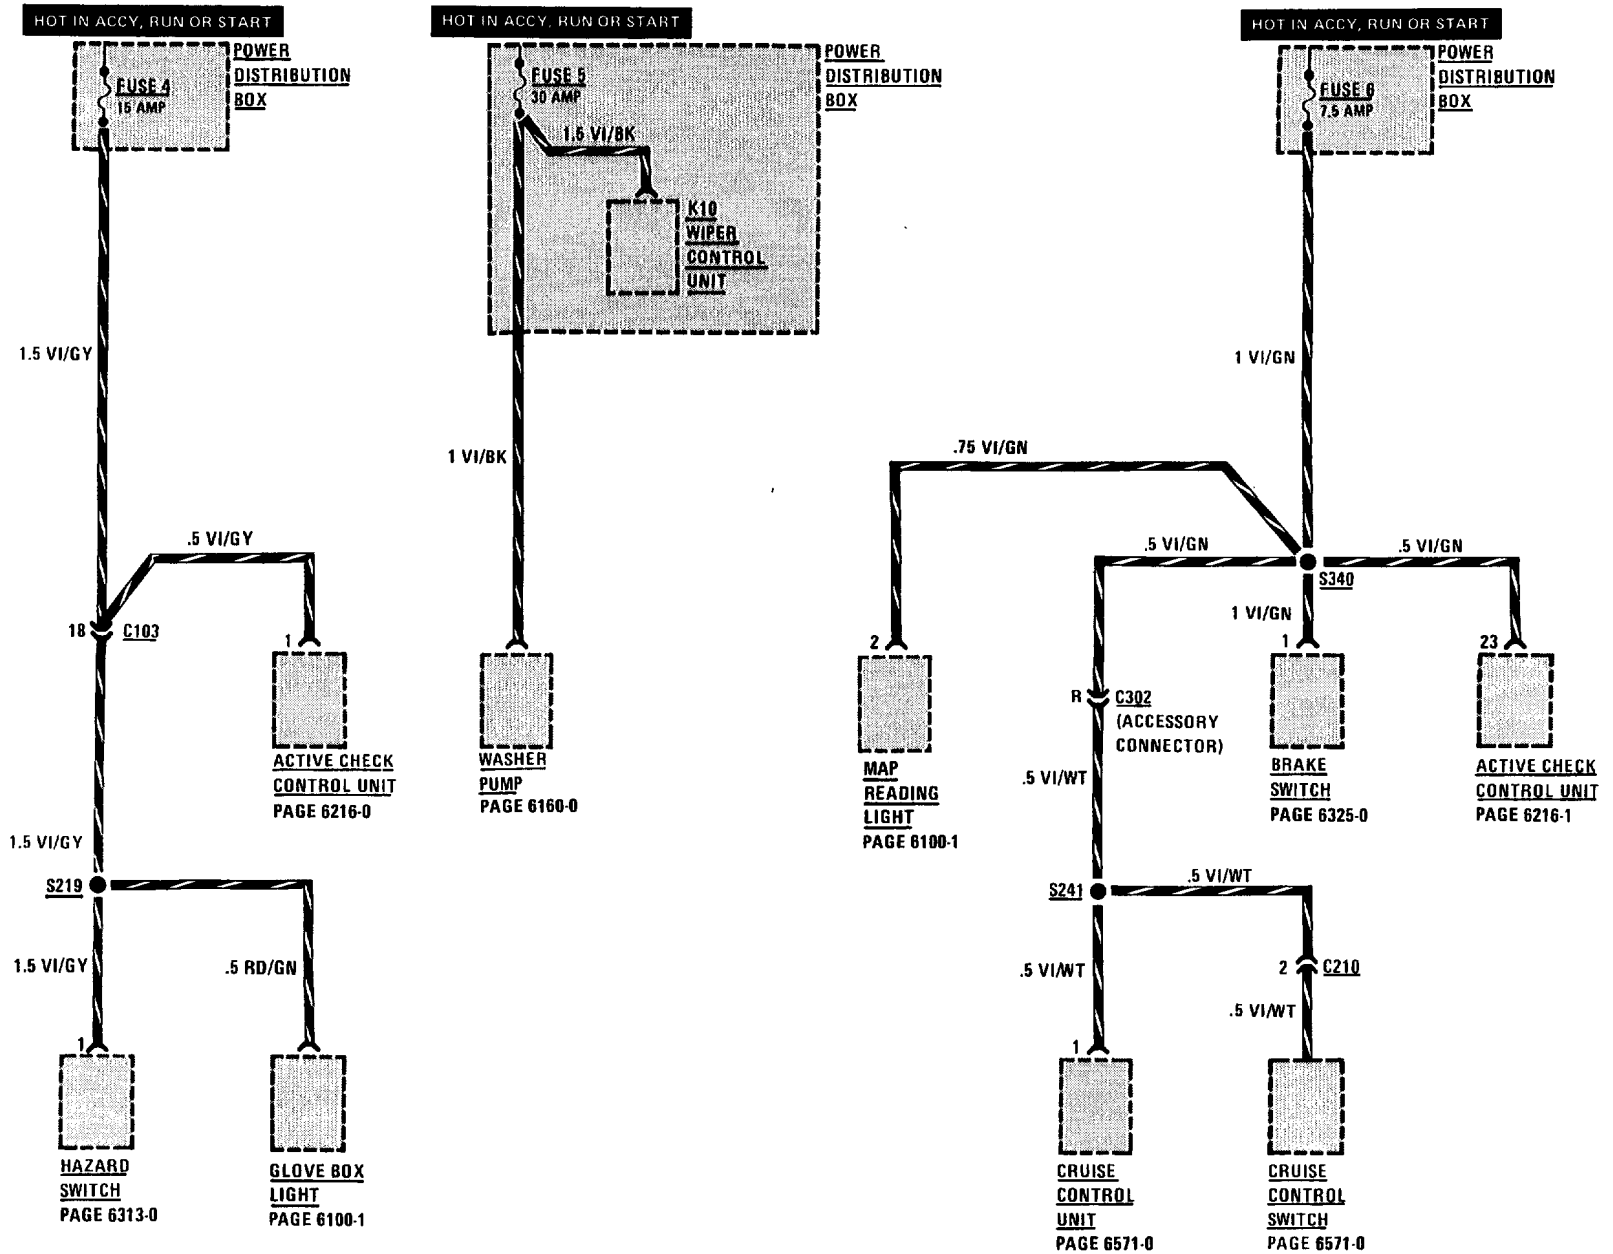 HOT IN ACCY, RUN OR START
POWER
DISTRIBUTION
BOX
FUSE 4
15 AMP
1.5 VI/GY
.5 VI/GY
18
C103
1
ACTIVE CHECK
CONTROL UNIT
PAGE 6216-0
1.5 VI/GY
S219
1.5 VI/GY
.5 RD/GN
1
HAZARD
SWITCH
PAGE 6313-0
GLOVE BOX
LIGHT
PAGE 6100-1
HOT IN ACCY, RUN OR START
POWER
DISTRIBUTION
BOX
FUSE 5
30 AMP
1.5 VI/BK
K10
WIPER
CONTROL
UNIT
1 VI/BK
WASHER
PUMP
PAGE 6160-0
HOT IN ACCY, RUN OR START
POWER
DISTRIBUTION
BOX
FUSE 6
7.5 AMP
1 VI/GN
.75 VI/GN
.5 VI/GN
.5 VI/GN
S340
1 VI/GN
2
MAP
READING
LIGHT
PAGE 6100-1
R
C302
(ACCESSORY
CONNECTOR)
1
BRAKE
SWITCH
PAGE 6325-0
23
ACTIVE CHECK
CONTROL UNIT
PAGE 6216-1
.5 VI/WT
S241
.5 VI/WT
.5 VI/WT
2
C210
.5 VI/WT
1
CRUISE
CONTROL
UNIT
PAGE 6571-0
CRUISE
CONTROL
SWITCH
PAGE 6571-0